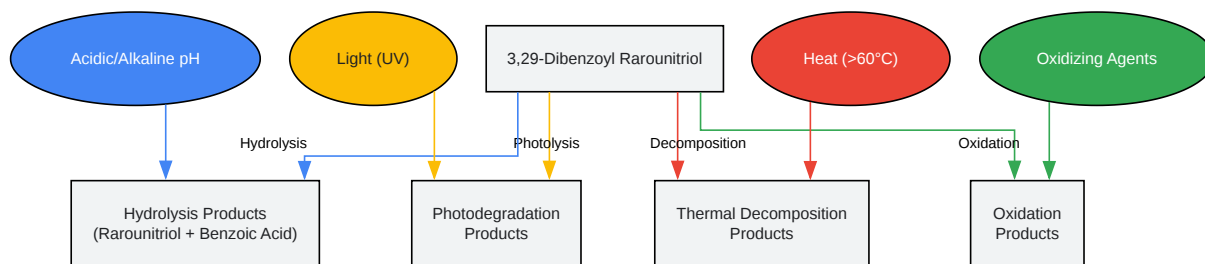 Acidic/Alkaline pH
Light (UV)
3,29-Dibenzoyl Rarounitriol
Heat (>60°C)
Oxidizing Agents
Hydrolysis
Photolysis
Decomposition
Oxidation
Hydrolysis Products
(Rarounitriol + Benzoic Acid)
Photodegradation
Products
Thermal Decomposition
Products
Oxidation
Products